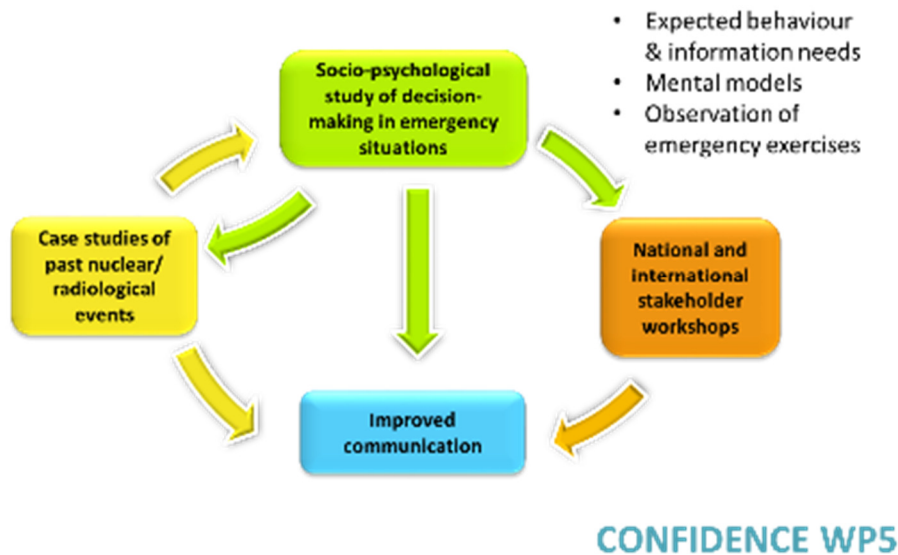 • Expected behaviour
& information needs
• Mental models
• Observation of
emergency exercises
Socio-psychological
study of decision-
making in emergency
situations
Case studies of
past nuclear/
radiological
events
National and
international
stakeholder
workshops
Improved
communication
CONFIDENCE WP5